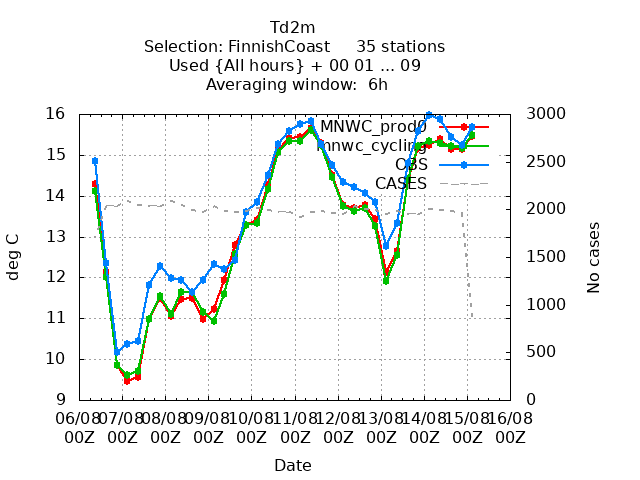 Td2m
Selection: FinnishCoast 35 stations
Used {All hours} + 00 01 ... 09
Averaging window: 6h
16 3000
MNWC_prod0
15 2500
mnwc_cycling
OBS
CASES
14 2000
13 1500
deg C
No cases
12
11 1000
10 500
9 0
06/08 07/08 08/08 09/08 10/08 11/08 12/08 13/08 14/08 15/08 16/08
00Z 00Z 00Z 00Z 00Z 00Z 00Z 00Z 00Z 00Z 00Z
Date